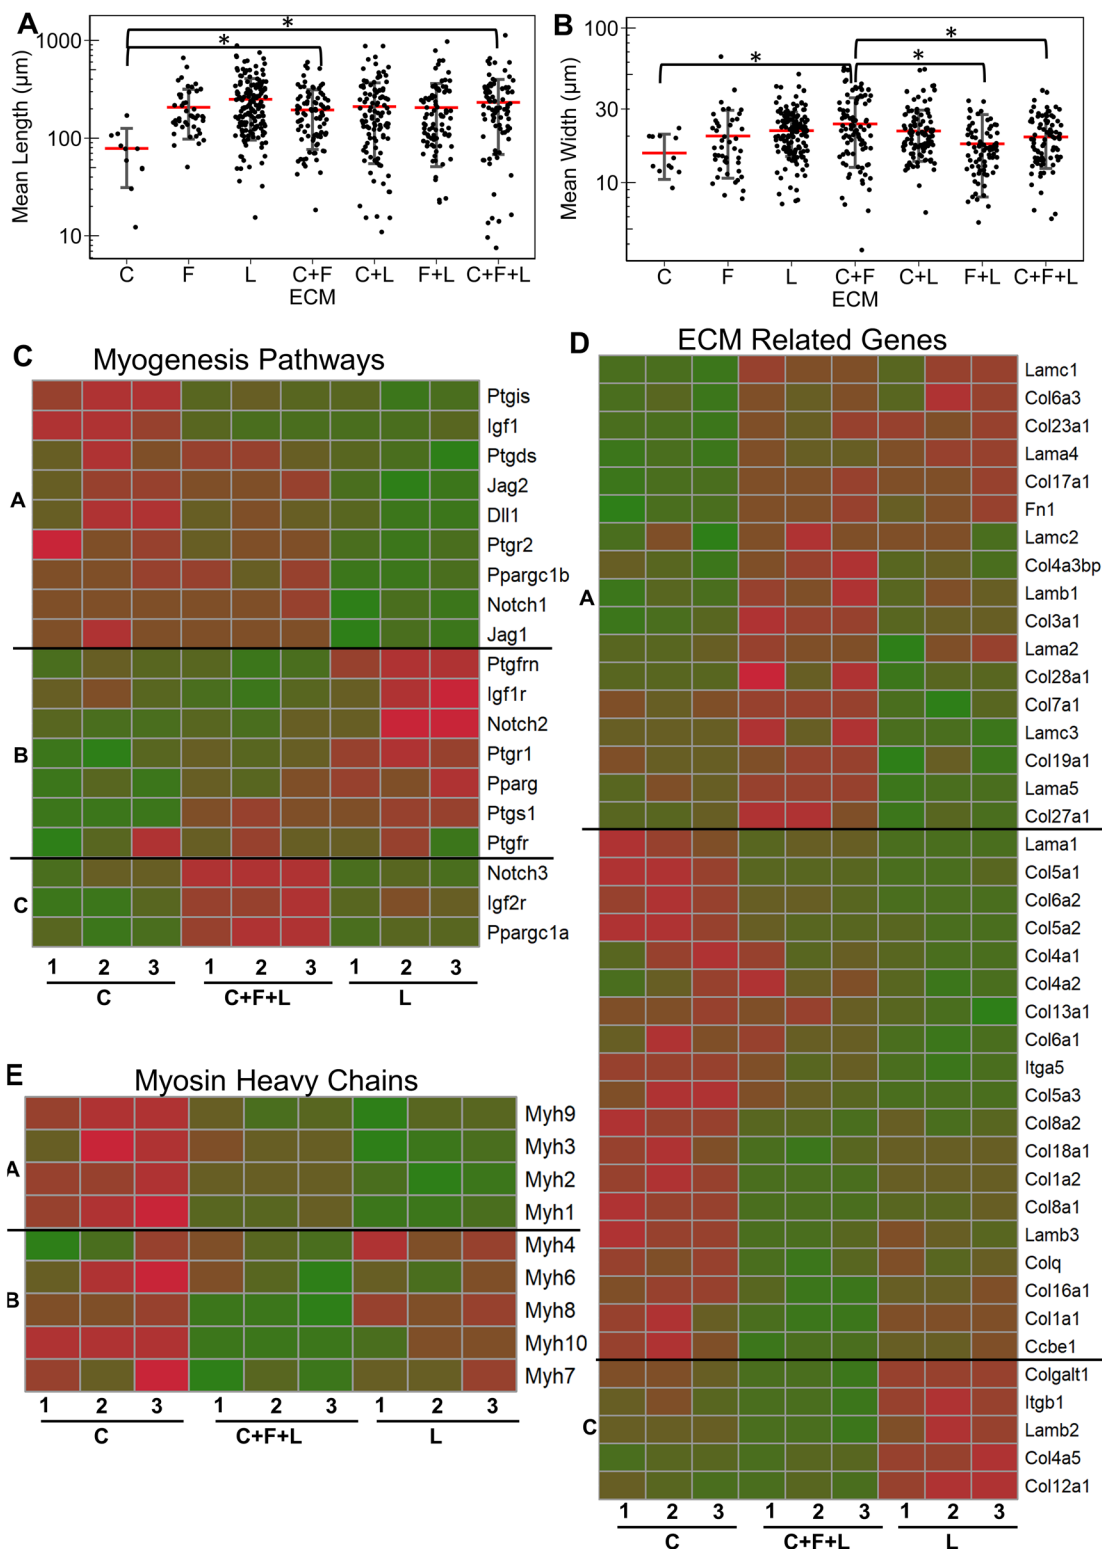 A
B
1000
100
10
Mean Length (µm)
*
*
C F L C+F C+L F+L C+F+L
ECM
100
30
10
Mean Width (µm)
*
*
*
C F L C+F C+L F+L C+F+L
ECM
C
Myogenesis Pathways
A
B
C
Ptgis
Igf1
Ptgds
Jag2
Dll1
Ptgr2
Ppargc1b
Notch1
Jag1
Ptgfrn
Igf1r
Notch2
Ptgr1
Pparg
Ptgs1
Ptgfr
Notch3
Igf2r
Ppargc1a
1 2 3 1 2 3 1 2 3
C C+F+L L
D
ECM Related Genes
A
C
Lamc1
Col6a3
Col23a1
Lama4
Col17a1
Fn1
Lamc2
Col4a3bp
Lamb1
Col3a1
Lama2
Col28a1
Col7a1
Lamc3
Col19a1
Lama5
Col27a1
Lama1
Col5a1
Col6a2
Col5a2
Col4a1
Col4a2
Col13a1
Col6a1
Itga5
Col5a3
Col8a2
Col18a1
Col1a2
Col8a1
Lamb3
Colq
Col16a1
Col1a1
Ccbe1
Colgalt1
Itgb1
Lamb2
Col4a5
Col12a1
1 2 3 1 2 3 1 2 3
C C+F+L L
E
Myosin Heavy Chains
A
B
Myh9
Myh3
Myh2
Myh1
Myh4
Myh6
Myh8
Myh10
Myh7
1 2 3 1 2 3 1 2 3
C C+F+L L